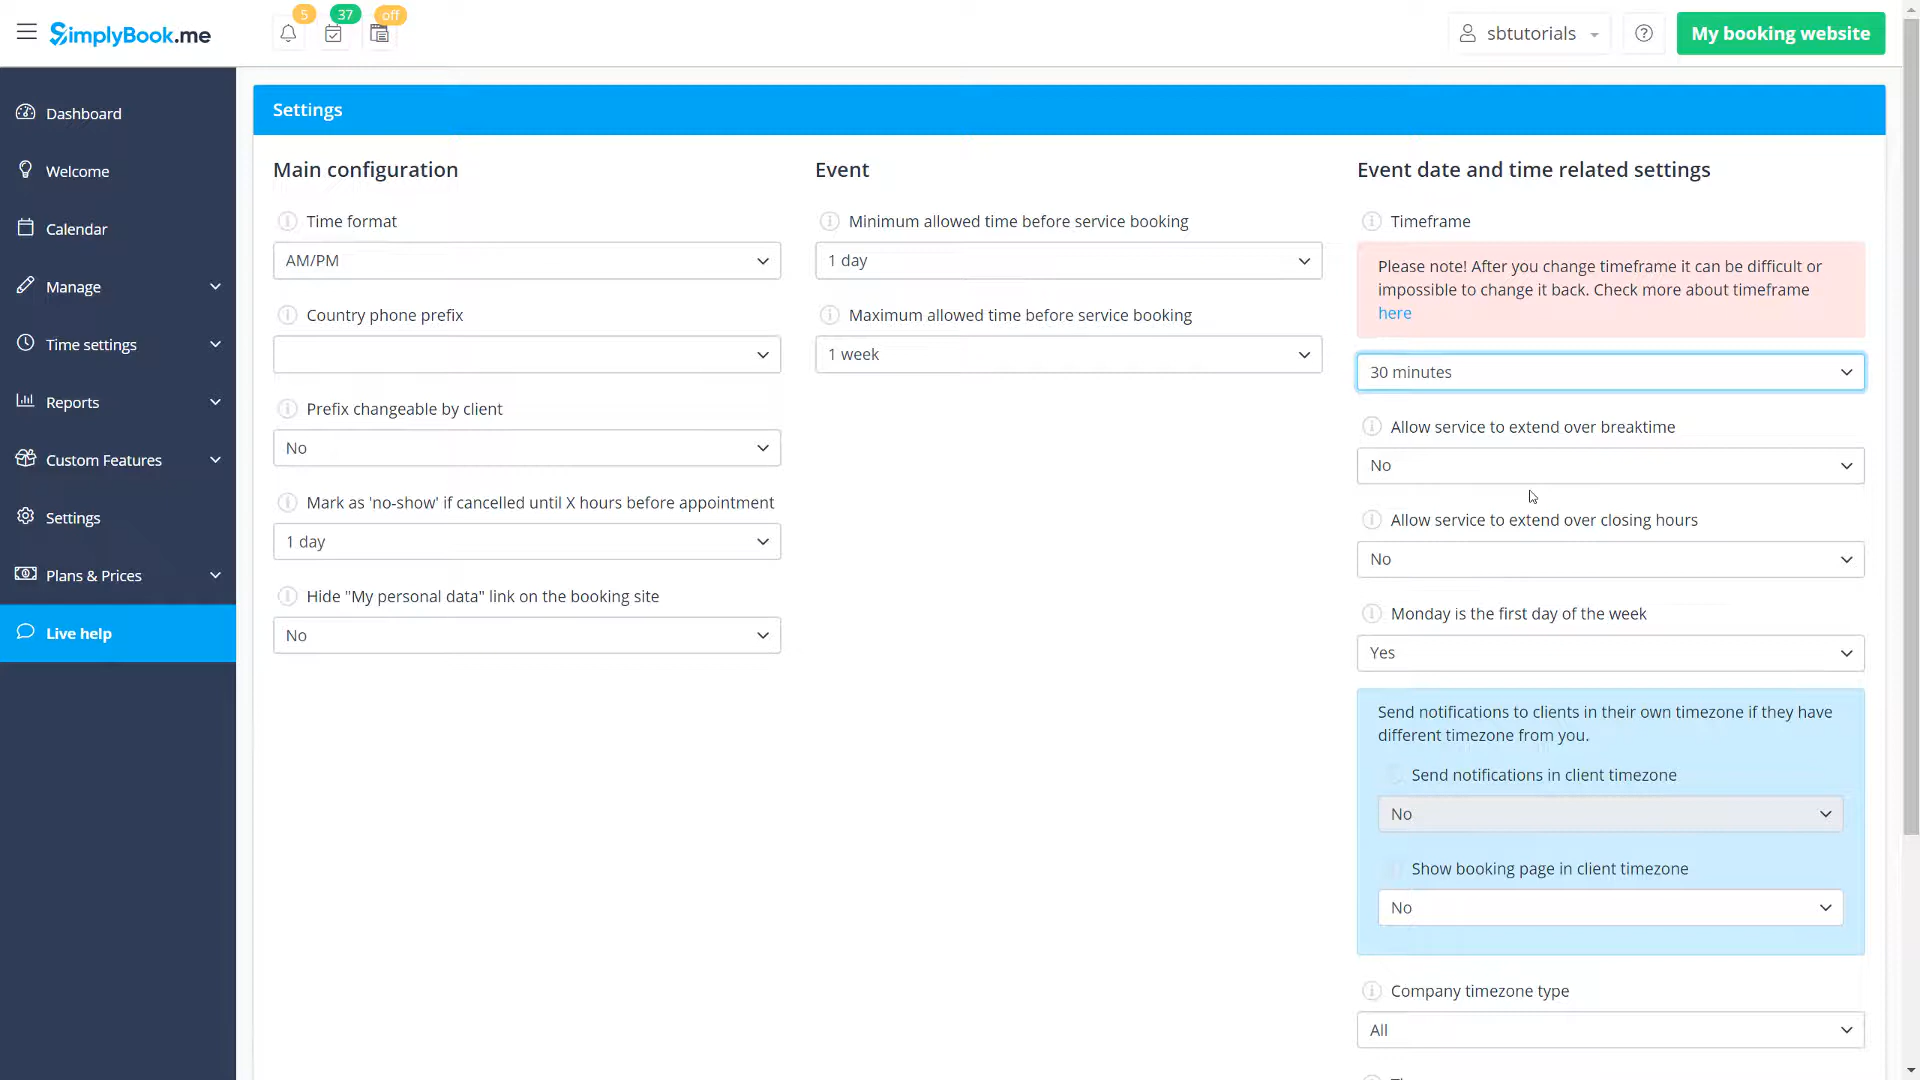 SimplyBook.me
5
37
off
sbtutorials
My booking website
Dashboard
Welcome
Calendar
Manage
Time settings
Reports
Custom Features
Settings
Plans & Prices
Live help
Settings
Main configuration
Time format
AM/PM
Country phone prefix
Prefix changeable by client
No
Mark as 'no-show' if cancelled until X hours before appointment
1 day
Hide "My personal data" link on the booking site
No
Event
Minimum allowed time before service booking
1 day
Maximum allowed time before service booking
1 week
Event date and time related settings
Timeframe
Please note! After you change timeframe it can be difficult or
impossible to change it back. Check more about timeframe
here
30 minutes
Allow service to extend over breaktime
No
Allow service to extend over closing hours
No
Monday is the first day of the week
Yes
Send notifications to clients in their own timezone if they have
different timezone from you.
Send notifications in client timezone
No
Show booking page in client timezone
No
Company timezone type
All